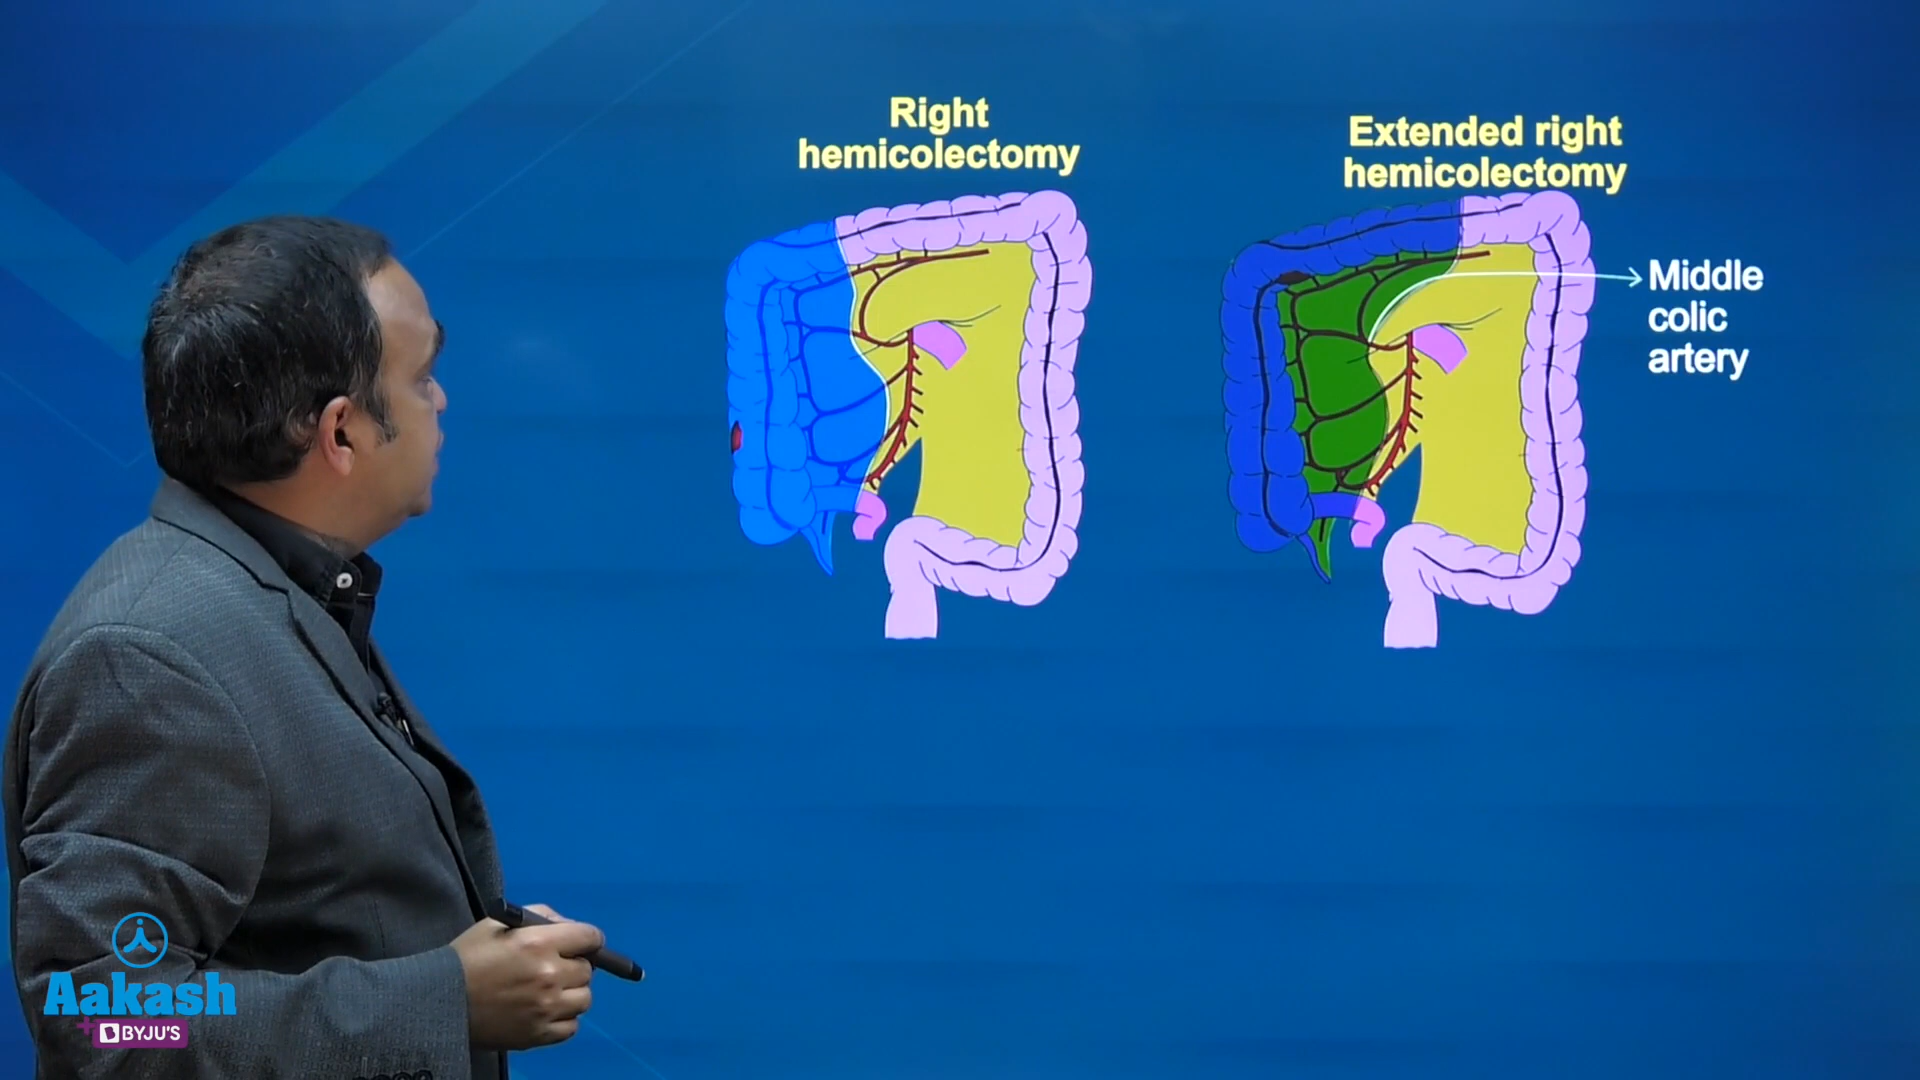 Right
hemicolectomy
Extended right
hemicolectomy
Middle
colic
artery
Aakash
+ BYJU'S